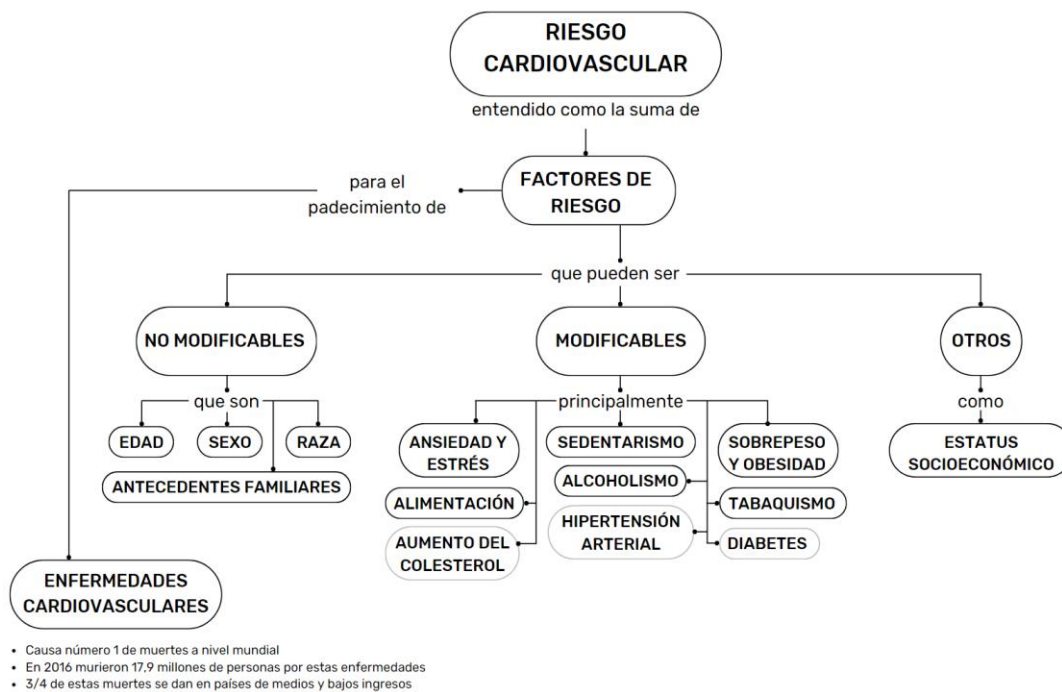 RIESGO
CARDIOVASCULAR
entendido como la suma de
FACTORES DE
RIESGO
para el
padecimiento de
que pueden ser
NO MODIFICABLES
MODIFICABLES
OTROS
que son
principalmente
como
EDAD
SEXO
RAZA
ANTECEDENTES FAMILIARES
ANSIEDAD Y
ESTRÉS
SEDENTARISMO
SOBREPESO
Y OBESIDAD
ALCOHOLISMO
ALIMENTACIÓN
TABAQUISMO
AUMENTO DEL
COLESTEROL
HIPERTENSIÓN
ARTERIAL
DIABETES
ESTATUS
SOCIOECONÓMICO
ENFERMEDADES
CARDIOVASCULARES
• Causa número 1 de muertes a nivel mundial
• En 2016 murieron 17,9 millones de personas por estas enfermedades
• 3/4 de estas muertes se dan en países de medios y bajos ingresos